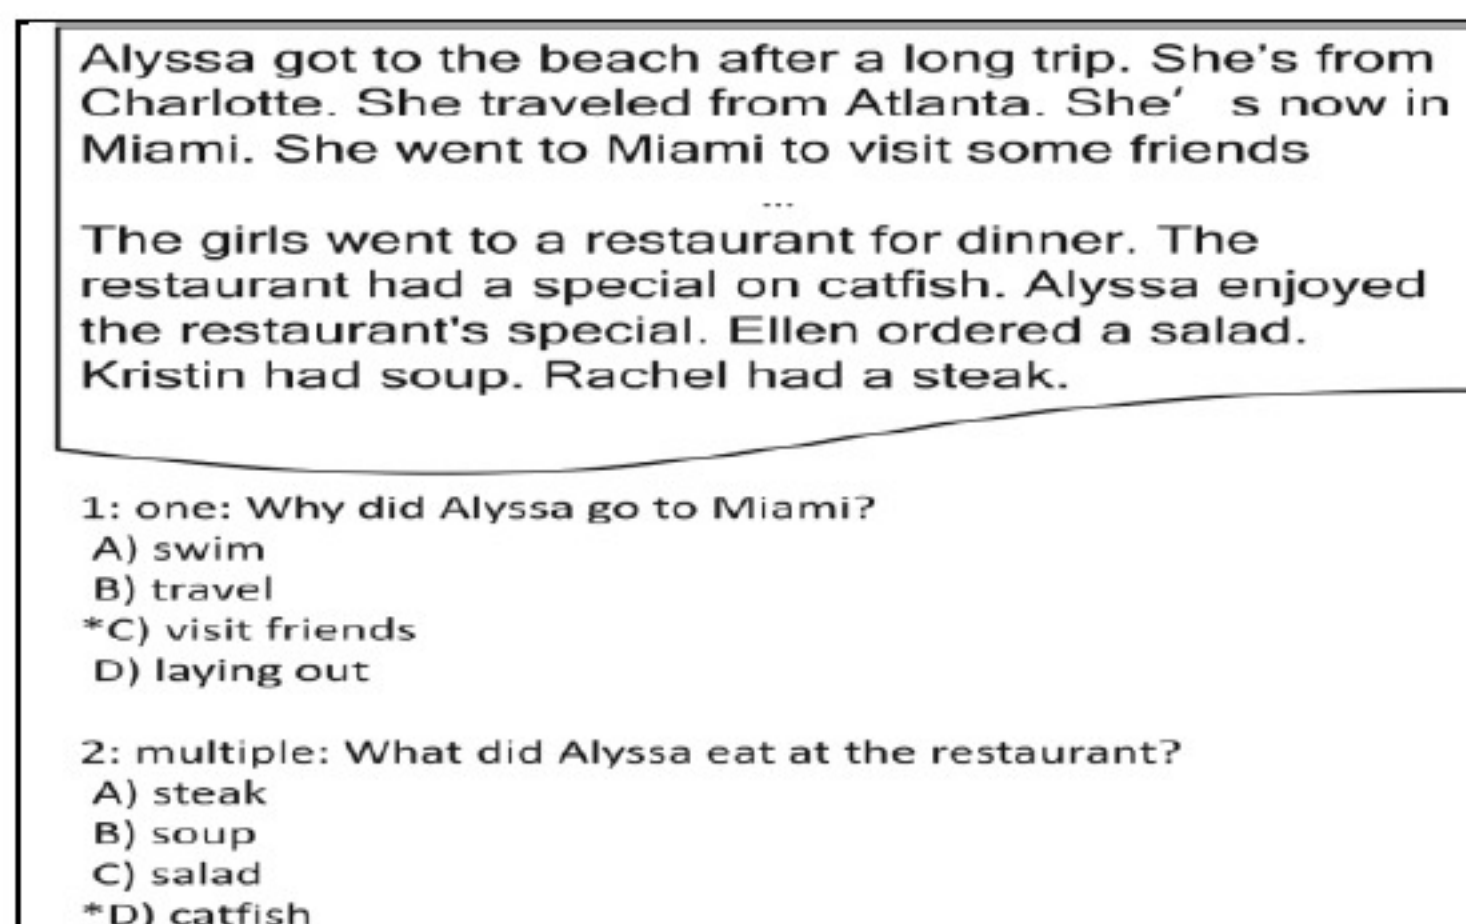 Alyssa got to the beach after a long trip. She's from
Charlotte. She traveled from Atlanta. She′ s now in
Miami. She went to Miami to visit some friends
...
The girls went to a restaurant for dinner. The
restaurant had a special on catfish. Alyssa enjoyed
the restaurant's special. Ellen ordered a salad.
Kristin had soup. Rachel had a steak.
1: one: Why did Alyssa go to Miami?
A) swim
B) travel
*C) visit friends
D) laying out
2: multiple: What did Alyssa eat at the restaurant?
A) steak
B) soup
C) salad
*D) catfish